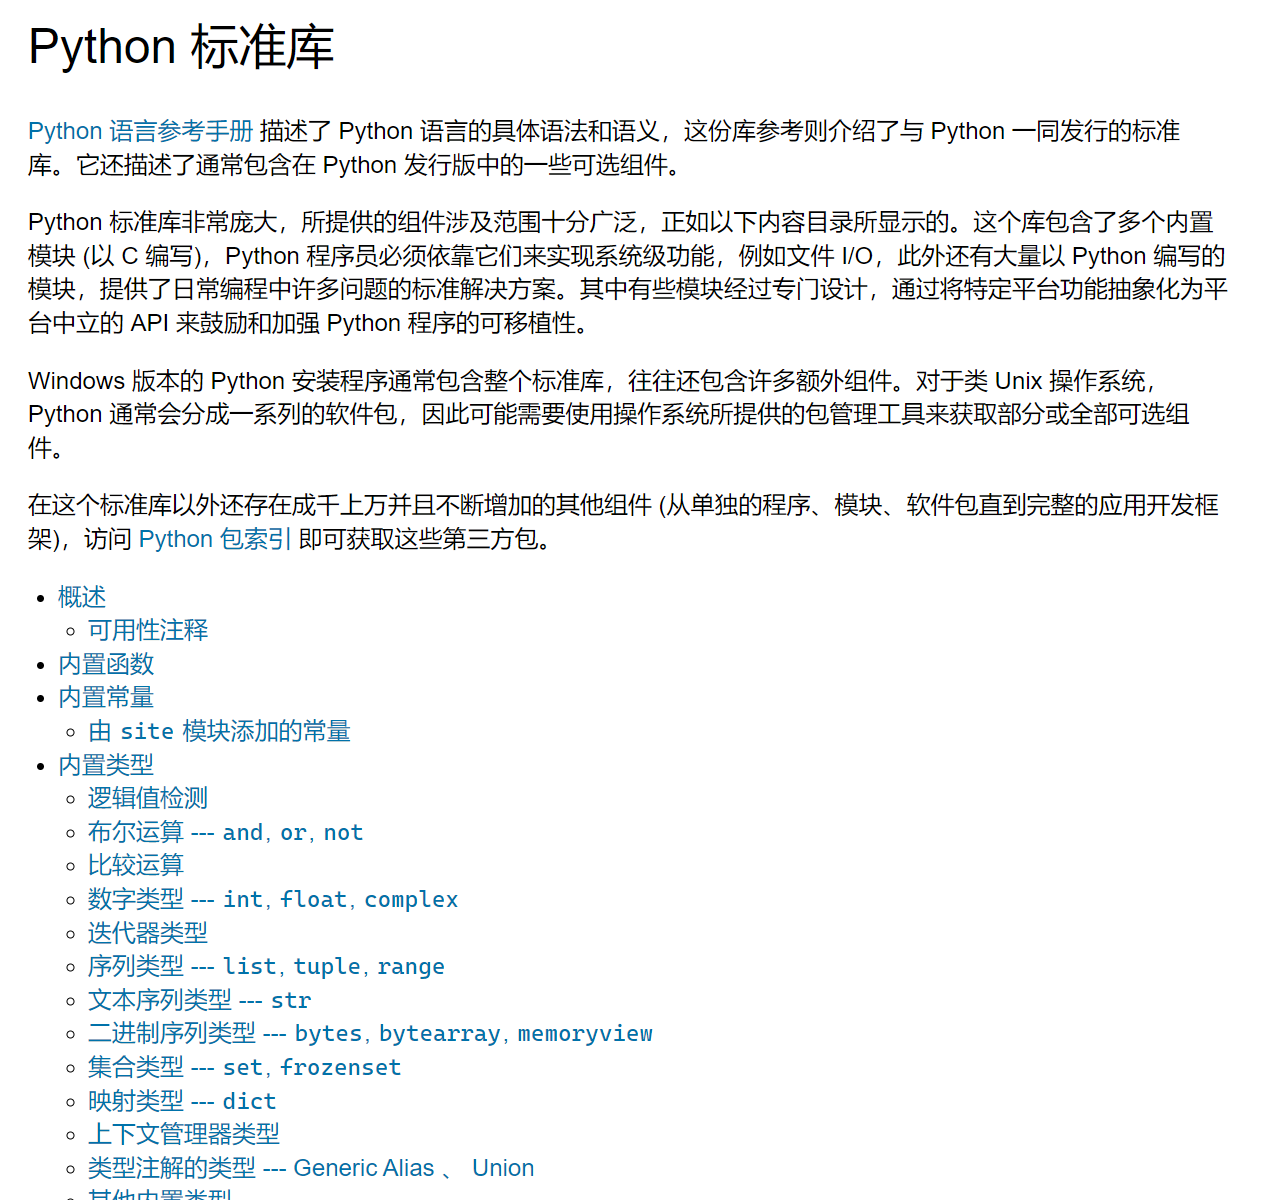 Python 标准库
Python 语言参考手册 描述了 Python 语言的具体语法和语义，这份库参考则介绍了与 Python 一同发行的标准
库。它还描述了通常包含在 Python 发行版中的一些可选组件。
Python 标准库非常庞大，所提供的组件涉及范围十分广泛，正如以下内容目录所显示的。这个库包含了多个内置
模块 (以 C 编写)，Python 程序员必须依靠它们来实现系统级功能，例如文件 I/O，此外还有大量以 Python 编写的
模块，提供了日常编程中许多问题的标准解决方案。其中有些模块经过专门设计，通过将特定平台功能抽象化为平
台中立的 API 来鼓励和加强 Python 程序的可移植性。
Windows 版本的 Python 安装程序通常包含整个标准库，往往还包含许多额外组件。对于类 Unix 操作系统，
Python 通常会分成一系列的软件包，因此可能需要使用操作系统所提供的包管理工具来获取部分或全部可选组
件。
在这个标准库以外还存在成千上万并且不断增加的其他组件 (从单独的程序、模块、软件包直到完整的应用开发框
架)，访问 Python 包索引 即可获取这些第三方包。
• 概述
◦ 可用性注释
• 内置函数
• 内置常量
◦ 由 site 模块添加的常量
• 内置类型
◦ 逻辑值检测
◦ 布尔运算 --- and, or, not
◦ 比较运算
◦ 数字类型 --- int, float, complex
◦ 迭代器类型
◦ 序列类型 --- list, tuple, range
◦ 文本序列类型 --- str
◦ 二进制序列类型 --- bytes, bytearray, memoryview
◦ 集合类型 --- set, frozenset
◦ 映射类型 --- dict
◦ 上下文管理器类型
◦ 类型注解的类型 --- Generic Alias 、 Union
◦ 其他内置类型